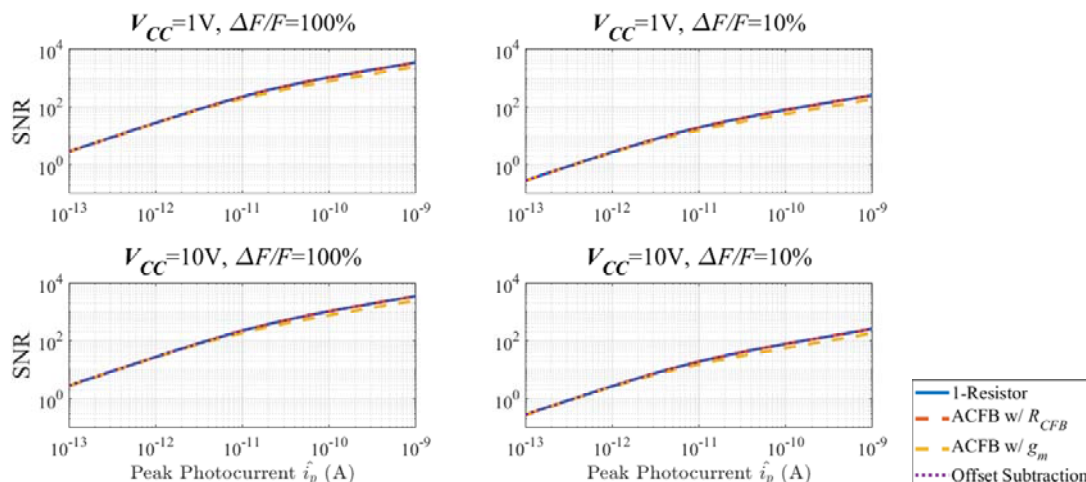 V_CC=1V, ΔF/F=100%
V_CC=1V, ΔF/F=10%
10^4
10^2
10^0
SNR
10^-13 10^-12 10^-11 10^-10 10^-9
10^4
10^2
10^0
SNR
10^-13 10^-12 10^-11 10^-10 10^-9
V_CC=10V, ΔF/F=100%
V_CC=10V, ΔF/F=10%
10^4
10^2
10^0
SNR
10^-13 10^-12 10^-11 10^-10 10^-9
Peak Photocurrent î_p (A)
10^4
10^2
10^0
SNR
10^-13 10^-12 10^-11 10^-10 10^-9
Peak Photocurrent î_p (A)
1-Resistor
ACFB w/ R_CFB
ACFB w/ g_m
Offset Subtraction